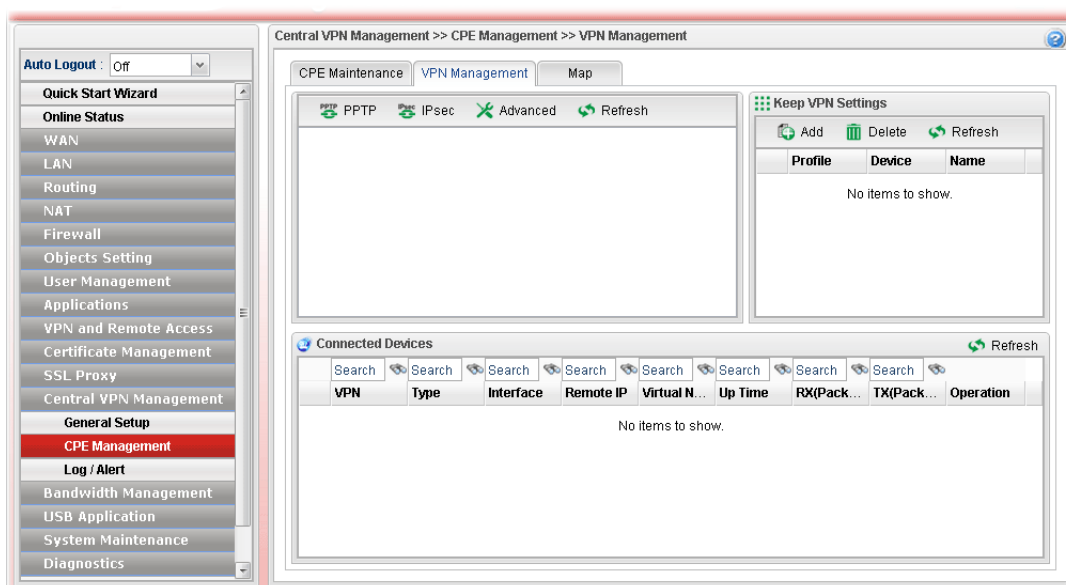 Central VPN Management >> CPE Management >> VPN Management
Auto Logout : Off
Quick Start Wizard
Online Status
WAN
LAN
Routing
NAT
Firewall
Objects Setting
User Management
Applications
VPN and Remote Access
Certificate Management
SSL Proxy
Central VPN Management
General Setup
CPE Management
Log / Alert
Bandwidth Management
USB Application
System Maintenance
Diagnostics
CPE Maintenance VPN Management Map
PPTP PPTP IPsec IPsec Advanced Refresh
Keep VPN Settings
Add Delete Refresh
Profile Device Name
No items to show.
Connected Devices Refresh
Search Search Search Search Search Search Search Search
VPN Type Interface Remote IP Virtual N... Up Time RX(Pack... TX(Pack... Operation
No items to show.